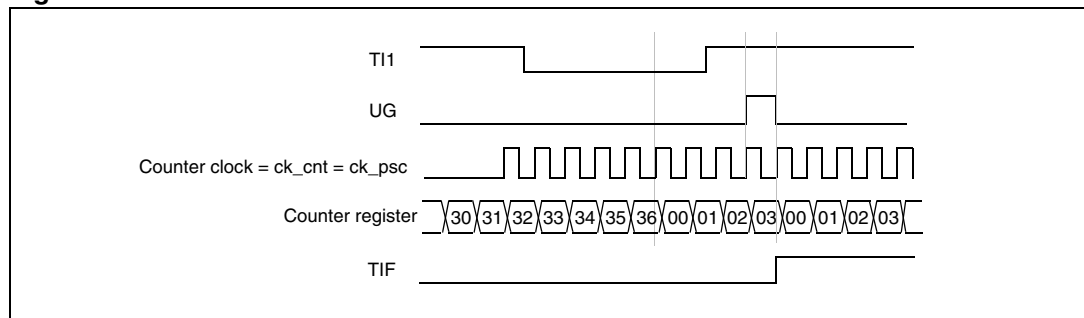 TI1
UG
Counter clock = ck_cnt = ck_psc
Counter register 30 31 32 33 34 35 36 00 01 02 03 00 01 02 03
TIF